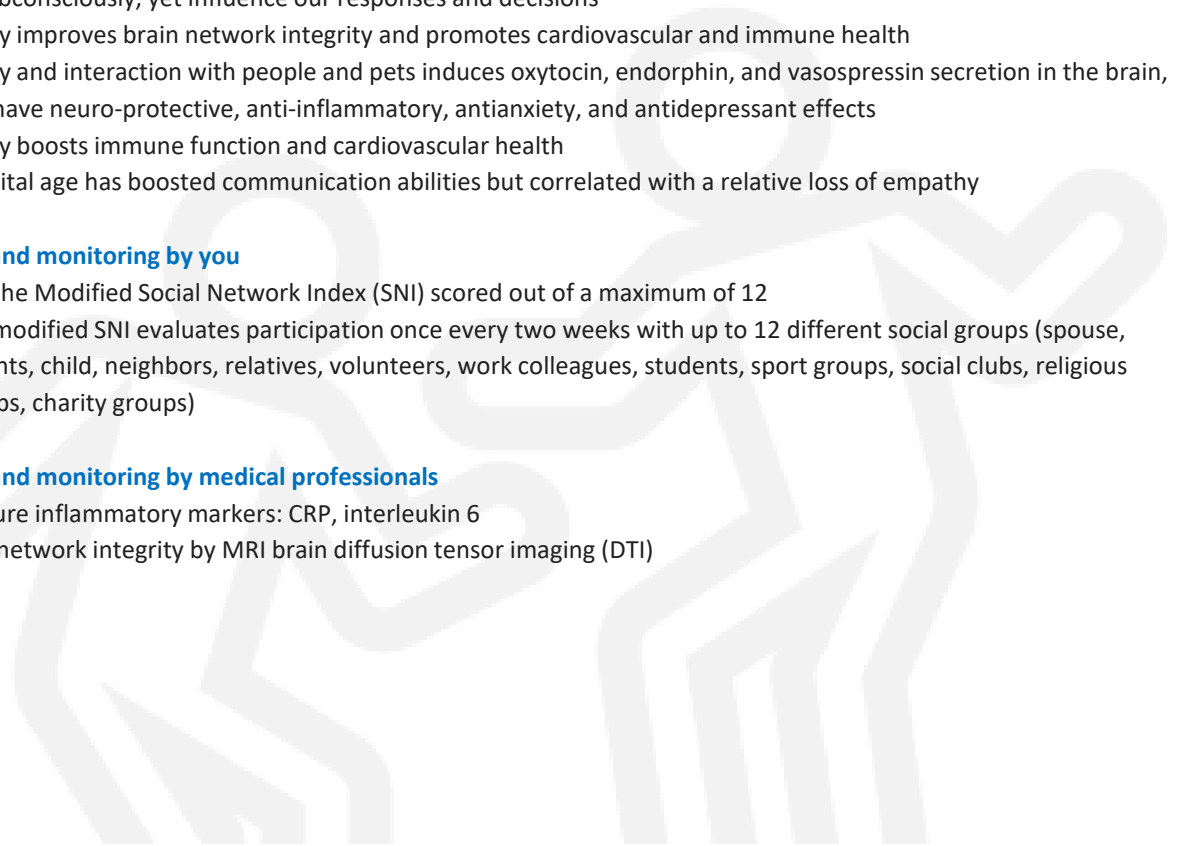 bconsciously, yet influence our responses and decisions
y improves brain network integrity and promotes cardiovascular and immune health
y and interaction with people and pets induces oxytocin, endorphin, and vasospressin secretion in the brain,
have neuro-protective, anti-inflammatory, antianxiety, and antidepressant effects
y boosts immune function and cardiovascular health
ital age has boosted communication abilities but correlated with a relative loss of empathy
nd monitoring by you
he Modified Social Network Index (SNI) scored out of a maximum of 12
modified SNI evaluates participation once every two weeks with up to 12 different social groups (spouse,
nts, child, neighbors, relatives, volunteers, work colleagues, students, sport groups, social clubs, religious
ps, charity groups)
nd monitoring by medical professionals
ure inflammatory markers: CRP, interleukin 6
network integrity by MRI brain diffusion tensor imaging (DTI)